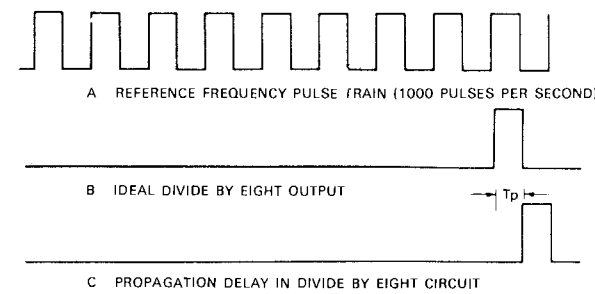 A REFERENCE FREQUENCY PULSE TRAIN (1000 PULSES PER SECOND)
B IDEAL DIVIDE BY EIGHT OUTPUT
Tp
C PROPAGATION DELAY IN DIVIDE BY EIGHT CIRCUIT